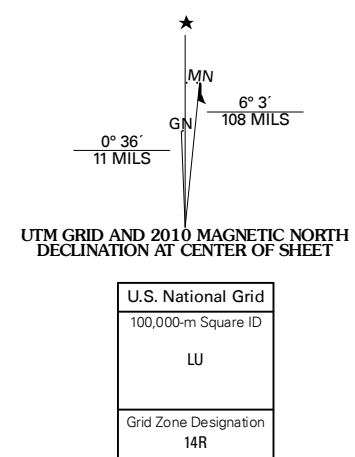 MN
6° 3´
108 MILS
GN
0° 36´
11 MILS
UTM GRID AND 2010 MAGNETIC NORTH
DECLINATION AT CENTER OF SHEET
U.S. National Grid
100,000-m Square ID
LU
Grid Zone Designation
14R